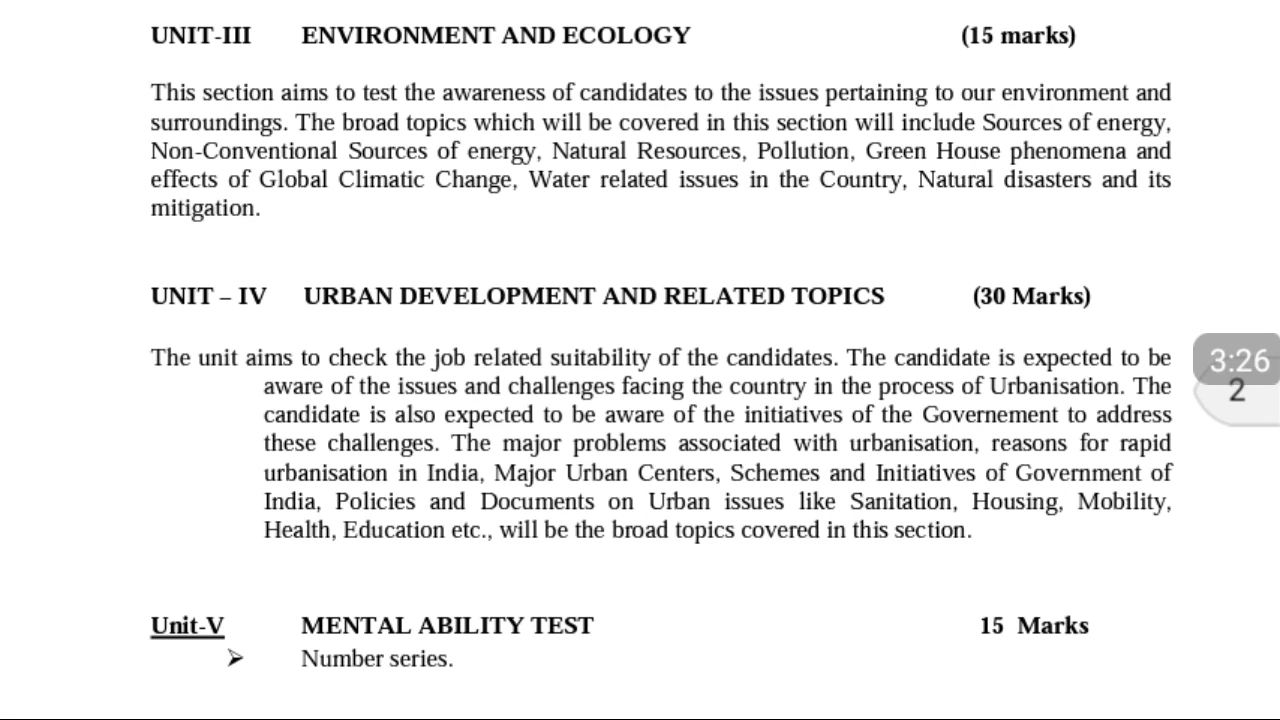 UNIT-III ENVIRONMENT AND ECOLOGY (15 marks)
This section aims to test the awareness of candidates to the issues pertaining to our environment and
surroundings. The broad topics which will be covered in this section will include Sources of energy,
Non-Conventional Sources of energy, Natural Resources, Pollution, Green House phenomena and
effects of Global Climatic Change, Water related issues in the Country, Natural disasters and its
mitigation.
UNIT – IV URBAN DEVELOPMENT AND RELATED TOPICS (30 Marks)
The unit aims to check the job related suitability of the candidates. The candidate is expected to be
aware of the issues and challenges facing the country in the process of Urbanisation. The
candidate is also expected to be aware of the initiatives of the Governement to address
these challenges. The major problems associated with urbanisation, reasons for rapid
urbanisation in India, Major Urban Centers, Schemes and Initiatives of Government of
India, Policies and Documents on Urban issues like Sanitation, Housing, Mobility,
Health, Education etc., will be the broad topics covered in this section.
3:26
2
Unit-V MENTAL ABILITY TEST 15 Marks
➢ Number series.